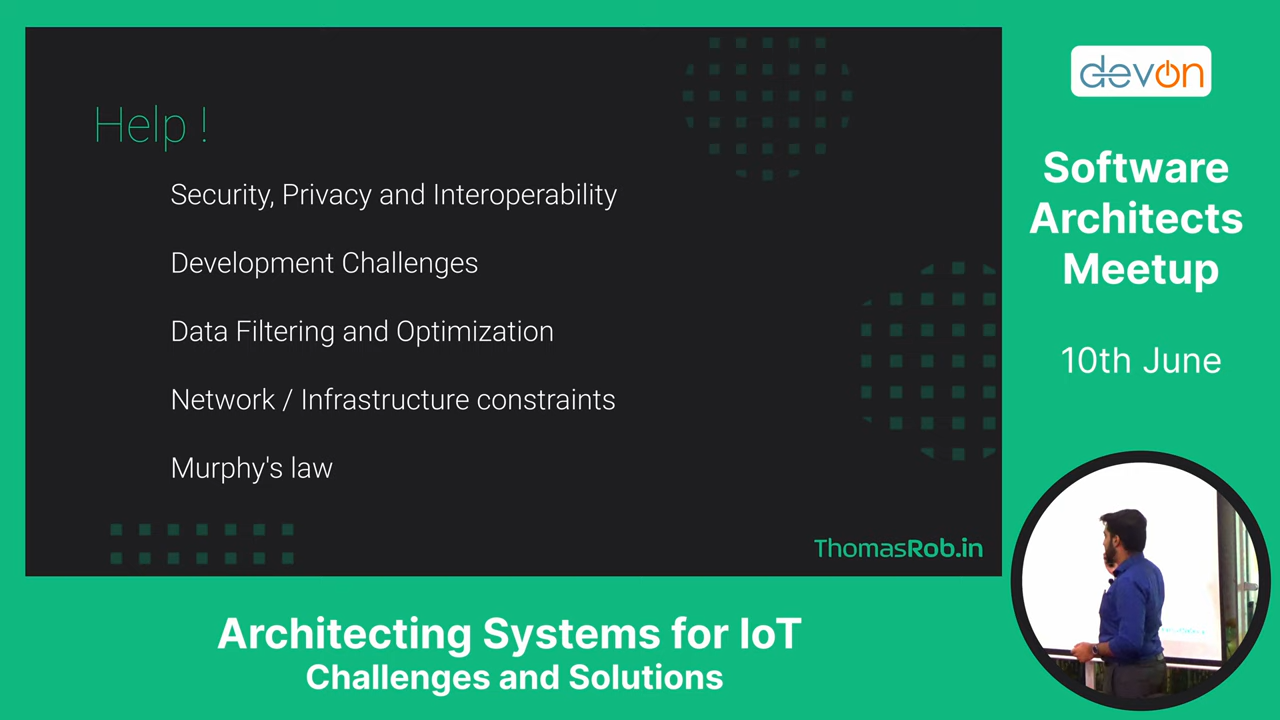 Help !
Security, Privacy and Interoperability
Development Challenges
Data Filtering and Optimization
Network / Infrastructure constraints
Murphy's law
ThomasRob.in
devon
Software
Architects
Meetup
10th June
Architecting Systems for IoT
Challenges and Solutions